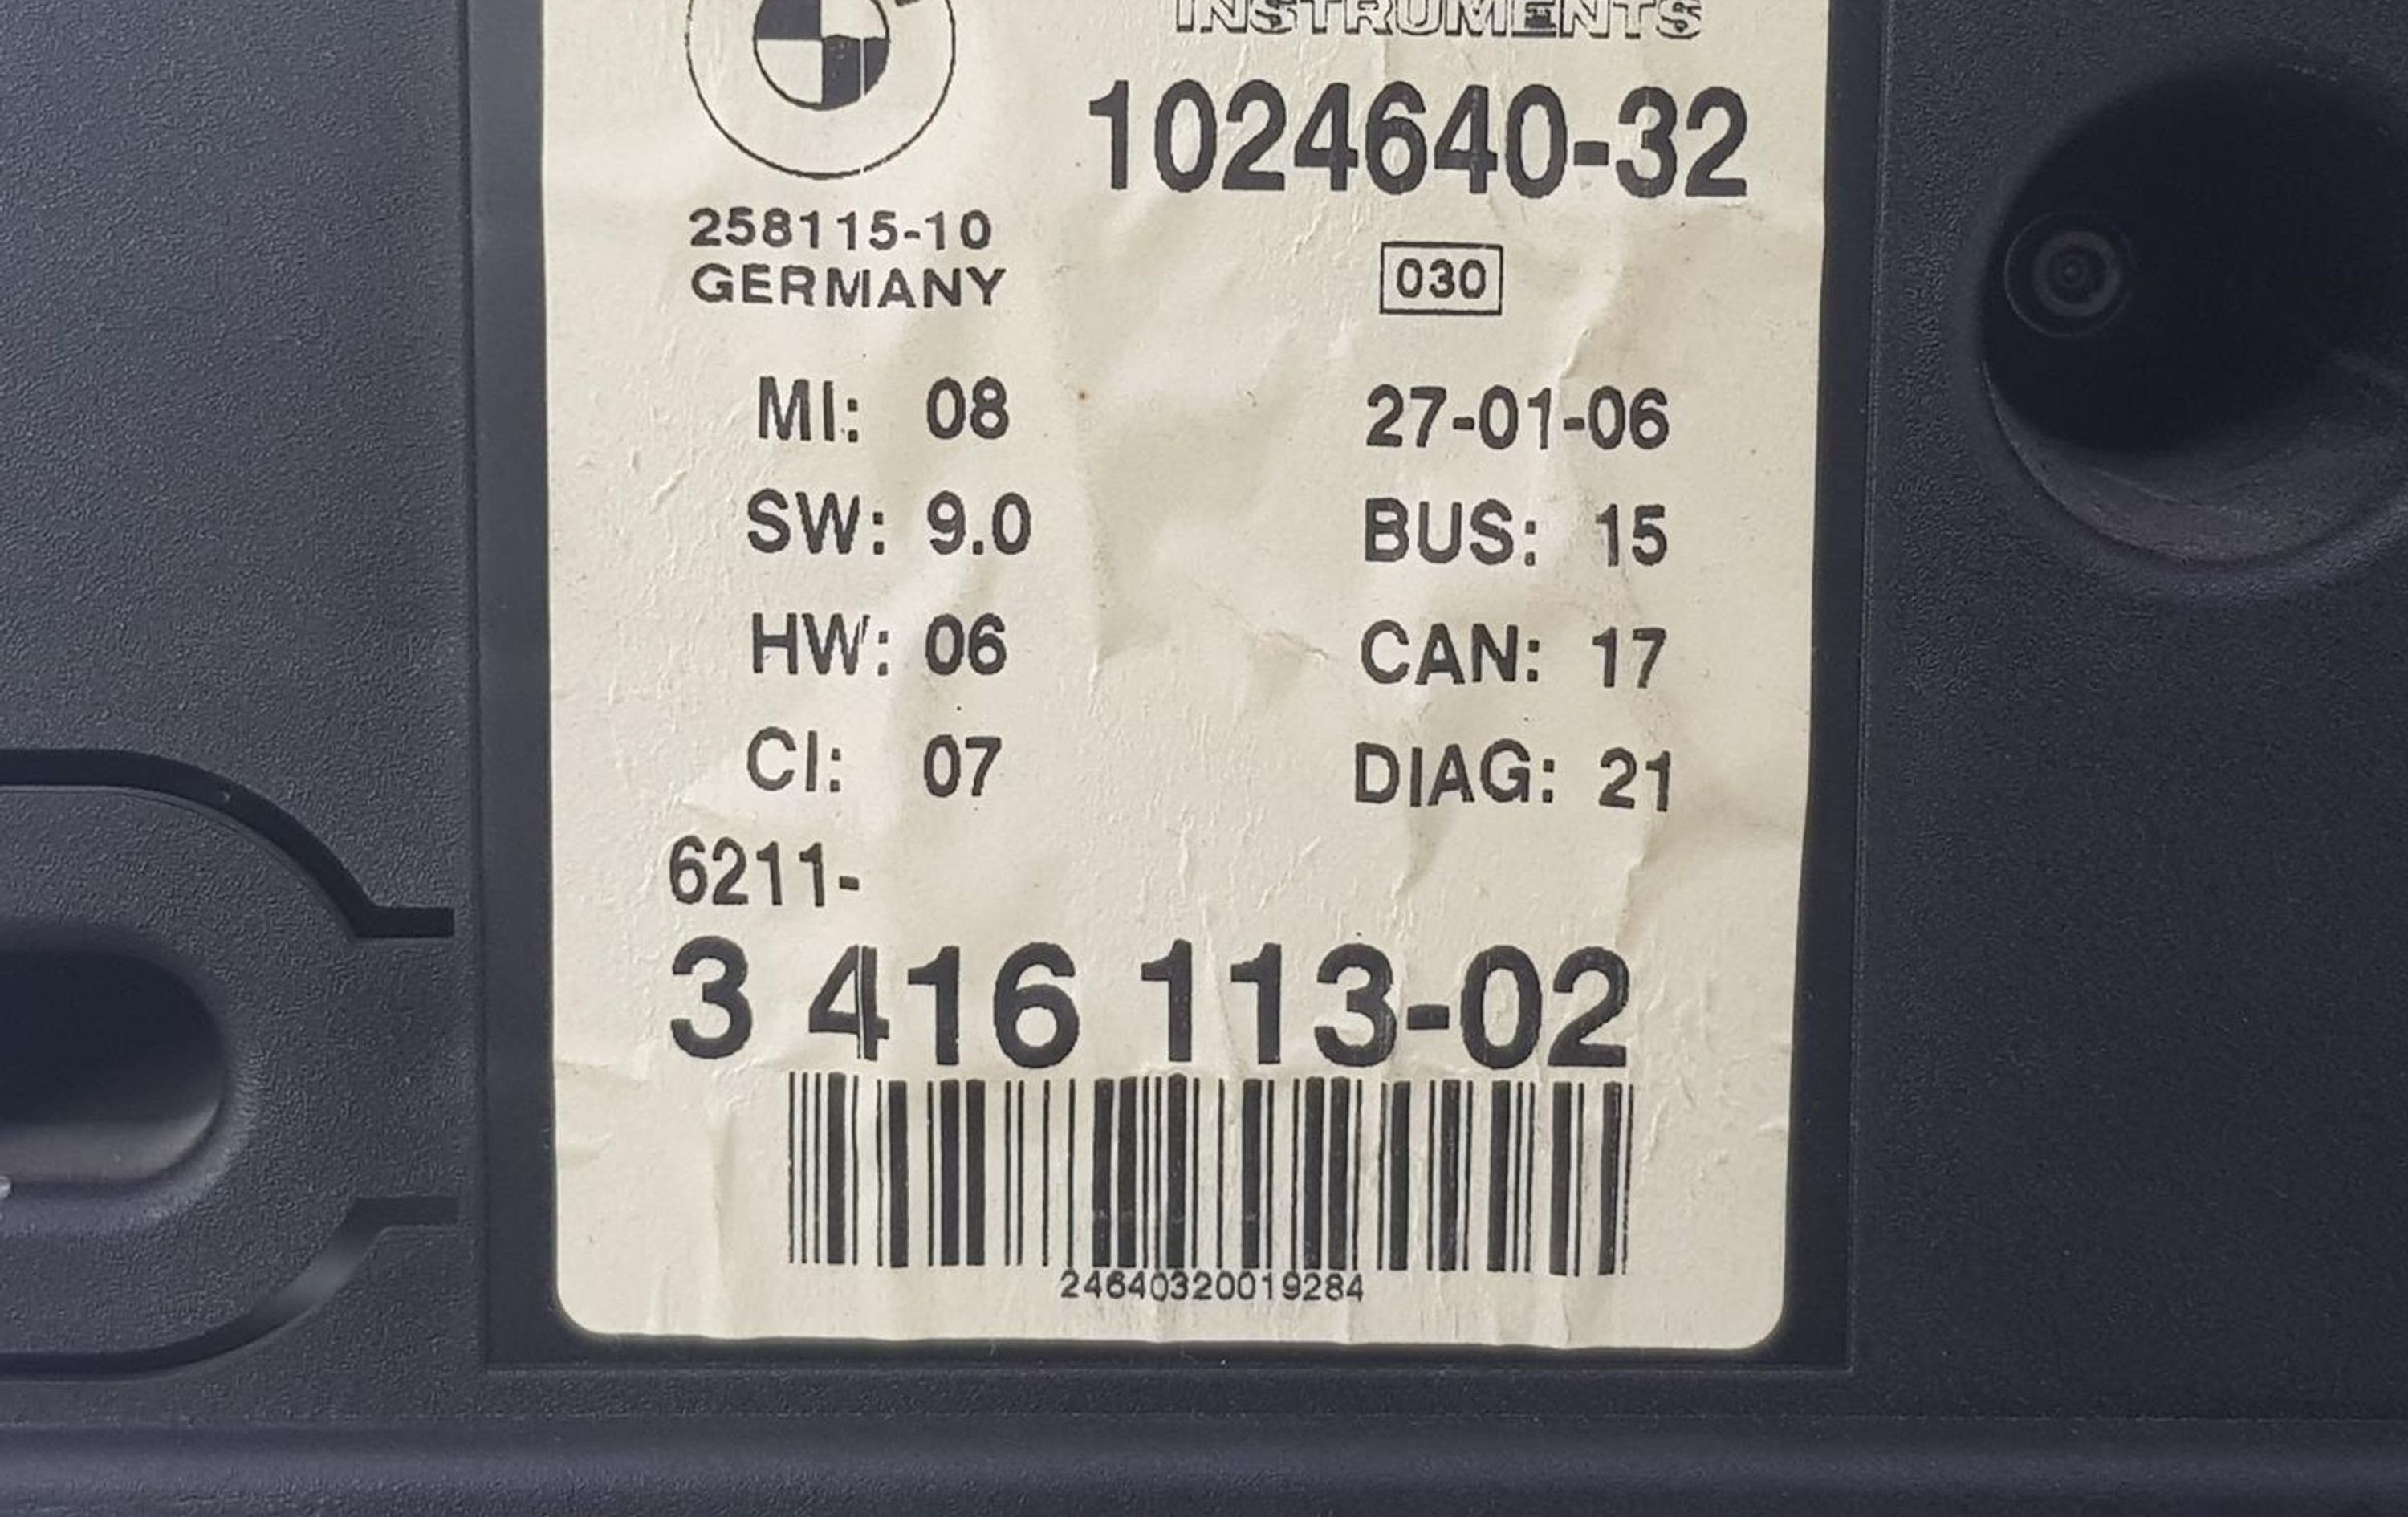 INSTRUMENTS
1024640-32
258115-10
GERMANY
030
MI: 08
27-01-06
SW: 9.0
BUS: 15
HW: 06
CAN: 17
CI: 07
DIAG: 21
6211-
3 416 113-02
24640320019284